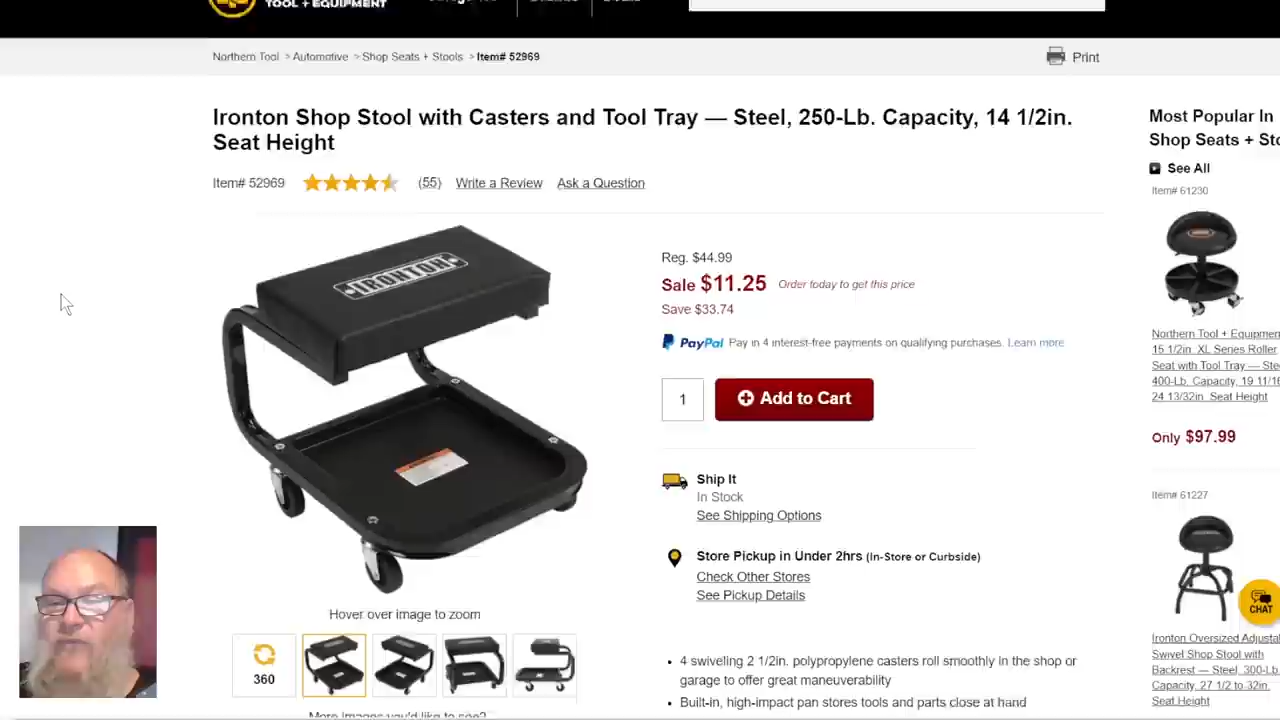 TOOL + EQUIPMENT
Northern Tool > Automotive > Shop Seats + Stools > Item# 52969
Print
Ironton Shop Stool with Casters and Tool Tray — Steel, 250-Lb. Capacity, 14 1/2in.
Seat Height
Item# 52969 (55) Write a Review Ask a Question
IRONTON
Reg. $44.99
Sale $11.25 Order today to get this price
Save $33.74
PayPal Pay in 4 interest-free payments on qualifying purchases. Learn more
1
Add to Cart
Ship It
In Stock
See Shipping Options
Store Pickup in Under 2hrs (In-Store or Curbside)
Check Other Stores
See Pickup Details
Hover over image to zoom
360
More images you'd like to see?
• 4 swiveling 2 1/2in. polypropylene casters roll smoothly in the shop or
garage to offer great maneuverability
• Built-in, high-impact pan stores tools and parts close at hand
Most Popular In
Shop Seats + Sto
See All
Item# 61230
Northern Tool + Equipmen
15 1/2in. XL Series Roller
Seat with Tool Tray — Stee
400-Lb. Capacity, 19 11/16
24 13/32in. Seat Height
Only $97.99
Item# 61227
CHAT
Ironton Oversized Adjusta
Swivel Shop Stool with
Backrest — Steel, 300-Lb.
Capacity, 27 1/2 to 32in.
Seat Height